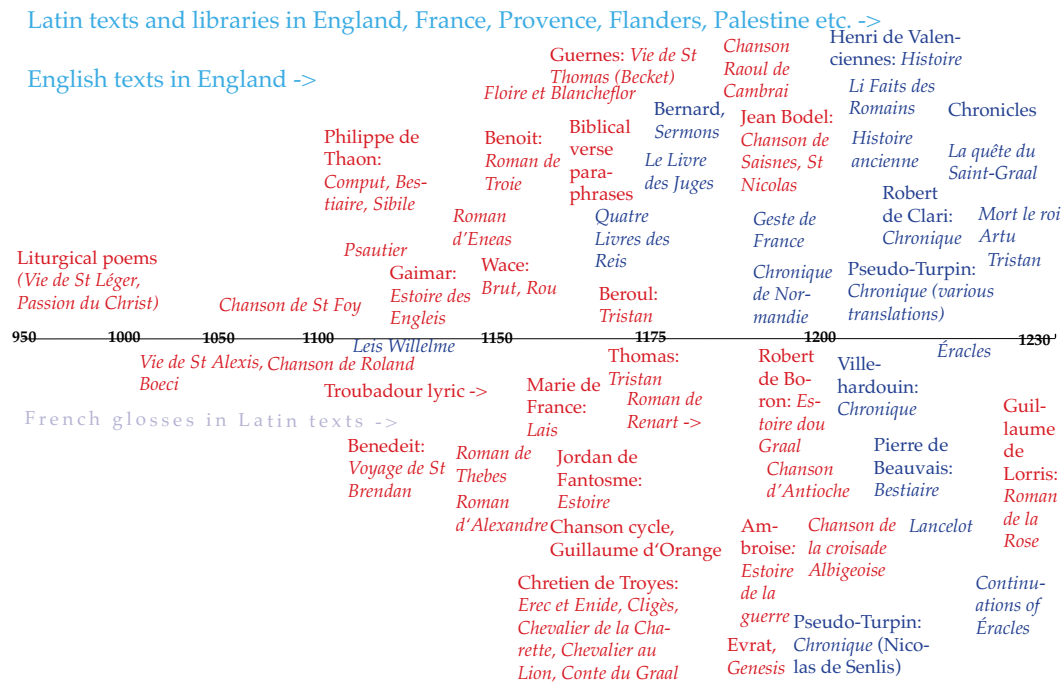 Latin texts and libraries in England, France, Provence, Flanders, Palestine etc. ->
English texts in England ->
Guernes: Vie de St
Thomas (Becket)
Floire et Blancheflor
Chanson
Raoul de
Cambrai
Henri de Valen-
ciennes: Histoire
Li Faits des
Romains
Philippe de
Thaon:
Comput, Bes-
tiaire, Sibile
Benoit:
Roman de
Troie
Biblical
verse
para-
phrases
Bernard,
Sermons
Le Livre
des Juges
Jean Bodel:
Chanson de
Saisnes, St
Nicolas
Histoire
ancienne
Chronicles
La quête du
Saint-Graal
Liturgical poems
(Vie de St Léger,
Passion du Christ)
Chanson de St Foy
Psautier
Gaimar:
Estoire des
Engleis
Roman
d'Eneas
Wace:
Brut, Rou
Quatre
Livres des
Reis
Beroul:
Tristan
Geste de
France
Chronique
de Nor-
mandie
Robert
de Clari:
Chronique
Pseudo-Turpin:
Chronique (various
translations)
Mort le roi
Artu
Tristan
950 1000 1050 1100 1150 1175 1200 1230
Leis Willelme
Vie de St Alexis,
Boeci
Chanson de Roland
Troubadour lyric ->
French glosses in Latin texts ->
Benedeit:
Voyage de St
Brendan
Roman de
Thebes
Roman
d'Alexandre
Marie de
France:
Lais
Thomas:
Tristan
Roman de
Renart ->
Jordan de
Fantosme:
Estoire
Chanson cycle,
Guillaume d'Orange
Chretien de Troyes:
Erec et Enide, Cligès,
Chevalier de la Cha-
rette, Chevalier au
Lion, Conte du Graal
Robert
de Bo-
ron: Es-
toire dou
Graal
Chanson
d'Antioche
Ville-
hardouin:
Chronique
Éracles
Pierre de
Beauvais:
Bestiaire
Guil-
laume
de
Lorris:
Roman
de la
Rose
Am-
broise:
Estoire
de la
guerre
Chanson de
la croisade
Albigeoise
Lancelot
Evrat,
Genesis
Pseudo-Turpin:
Chronique (Nico-
las de Senlis)
Continu-
ations of
Éracles